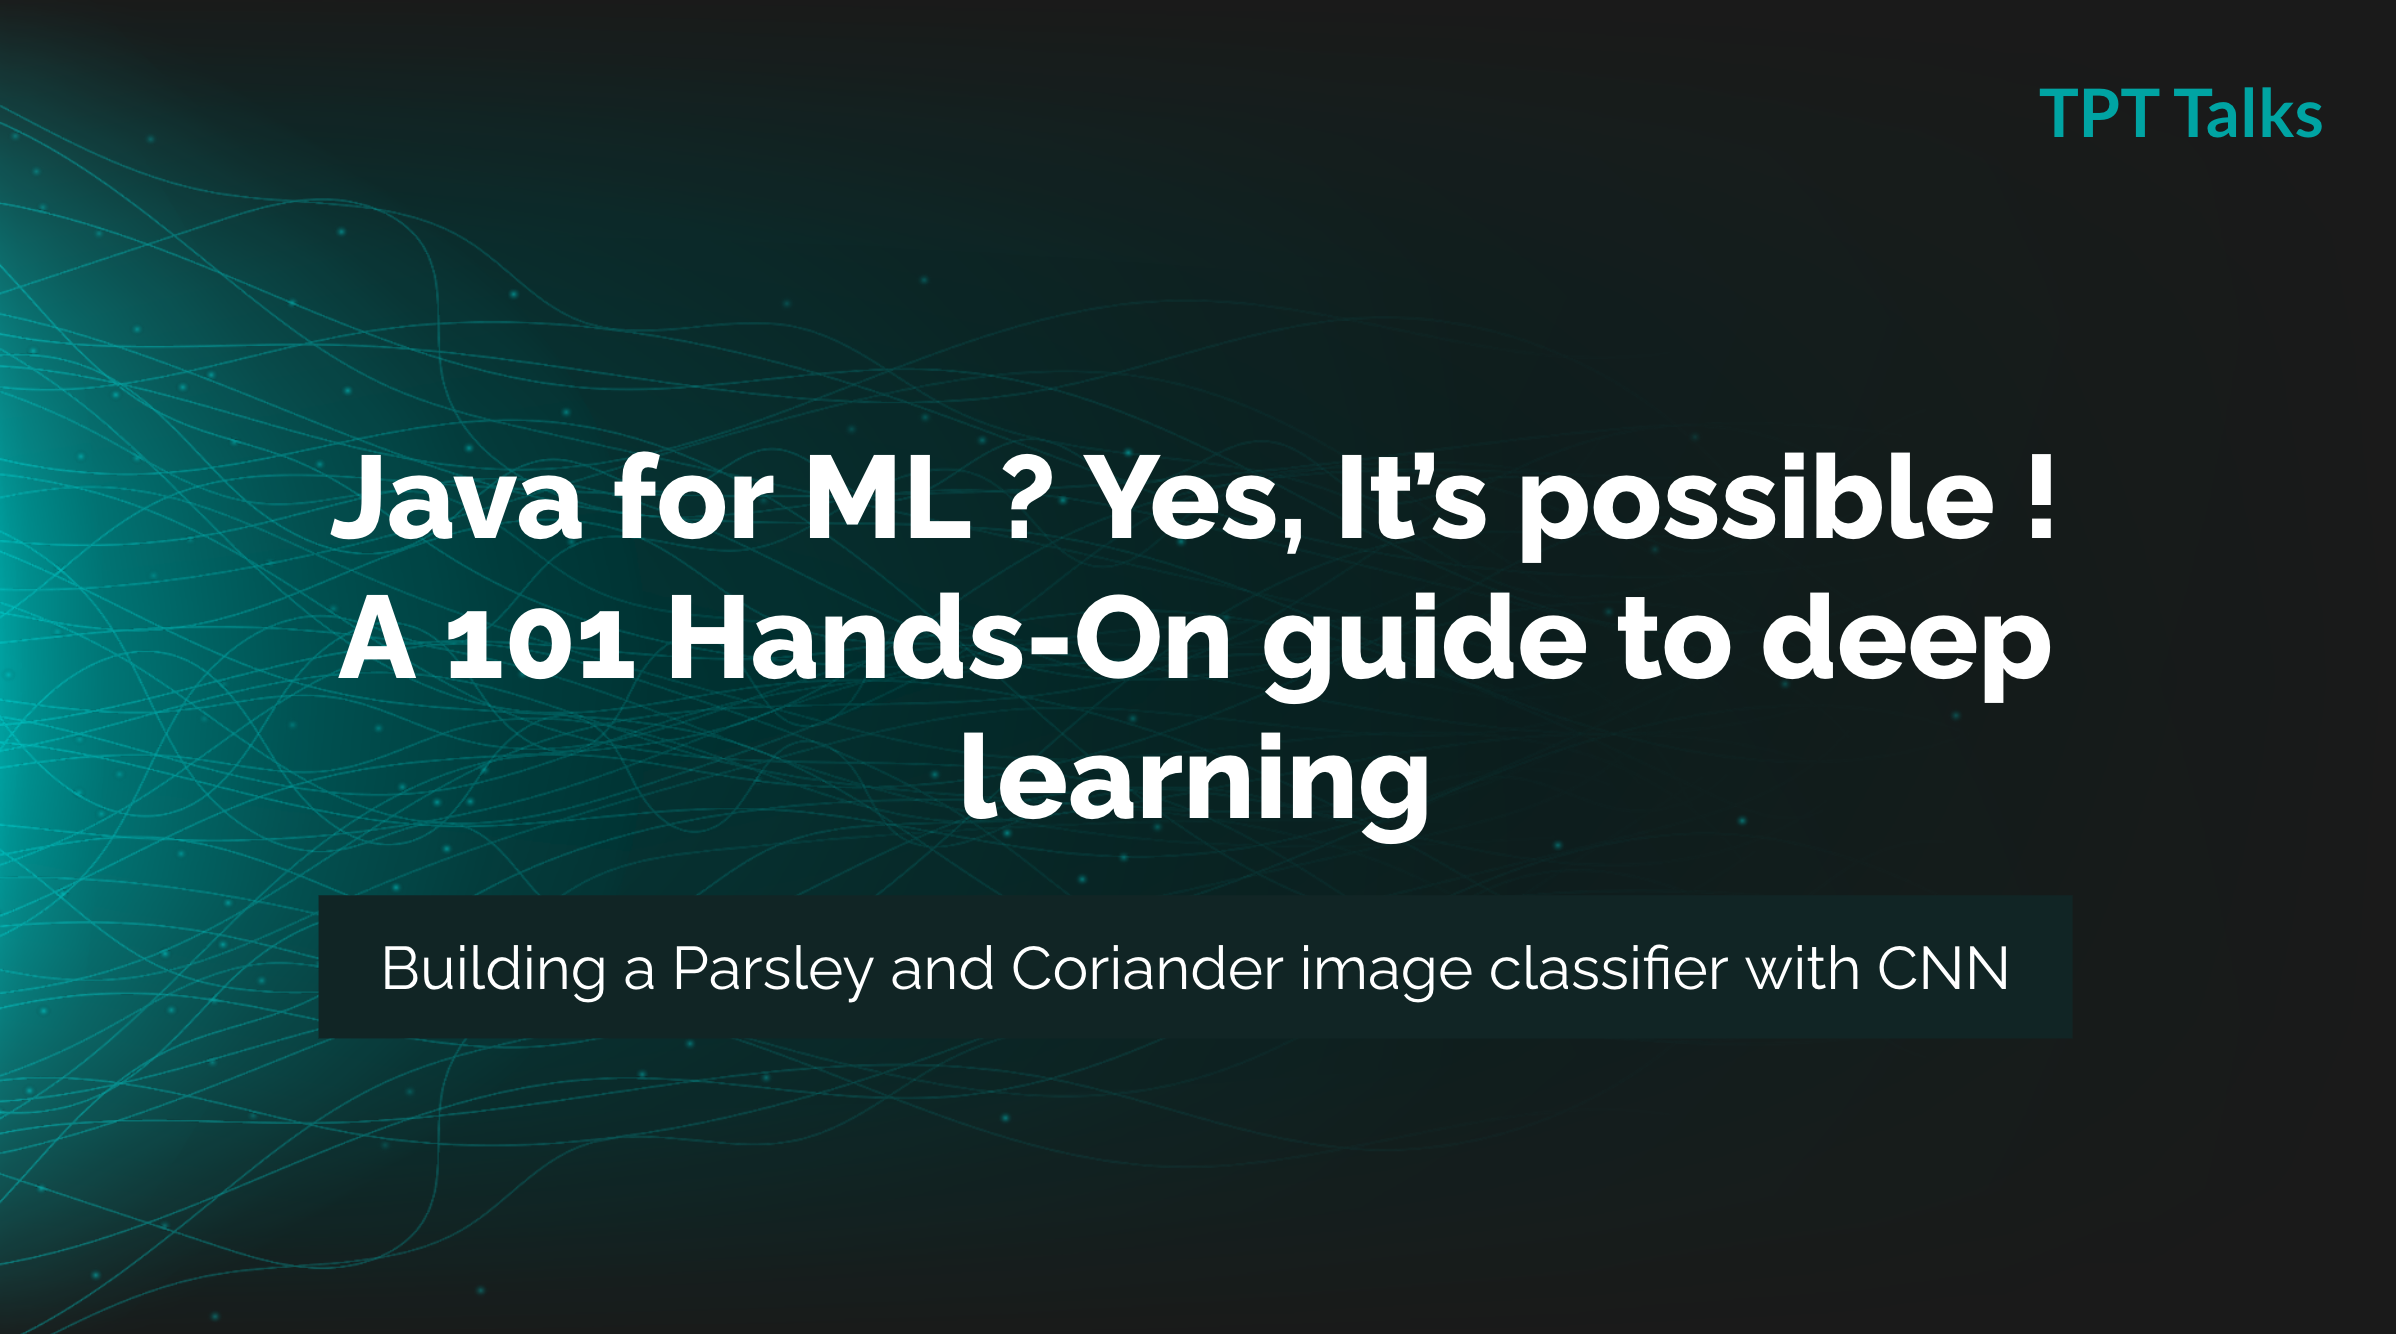 TPT Talks
Java for ML ? Yes, It’s possible !
A 101 Hands-On guide to deep
learning
Building a Parsley and Coriander image classifier with CNN